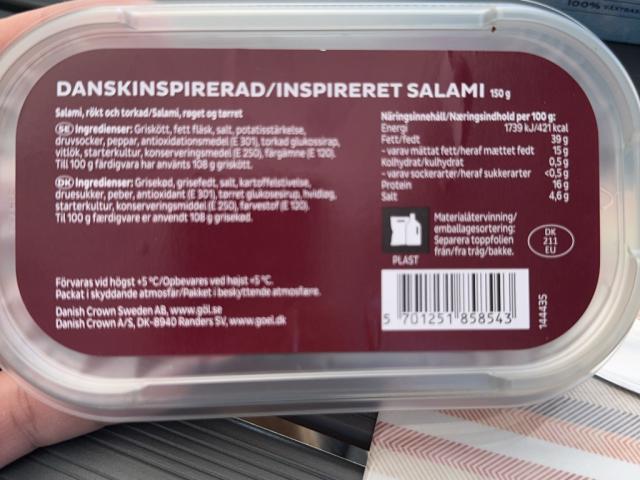 100% VÄXTBAS
DANSKINSPIRERAD/INSPIRERET SALAMI 150 g
Salami, rökt och torkad/Salami, røget og tørret
SE Ingredienser: Griskött, fett fläsk, salt, potatisstärkelse,
druvsocker, peppar, antioxidationsmedel (E 301), torkad glukossirap,
vitlök, starterkultur, konserveringsmedel (E 250), färgämne (E 120).
Till 100 g färdigvara har använts 108 g griskött.
DK Ingredienser: Grisekød, grisefedt, salt, kartoffelstivelse,
druesukker, peber, antioxidant (E 301), tørret glukosesirup, hvidløg,
starterkultur, konserveringsmiddel (E 250), farvestof (E 120).
Til 100 g færdigvare er anvendt 108 g grisekød.
Förvaras vid högst +5 °C/Opbevares ved højst +5 °C.
Packat i skyddande atmosfär/Pakket i beskyttende atmosfære.
Danish Crown Sweden AB, www.göl.se
Danish Crown A/S, DK-8940 Randers SV, www.goel.dk
Näringsinnehåll/Næringsindhold per 100 g:
Energi 1739 kJ/421 kcal
Fett/fedt 39 g
- varav mättat fett/heraf mættet fedt 15 g
Kolhydrat/kulhydrat 0,5 g
- varav sockerarter/heraf sukkerarter <0,5 g
Protein 16 g
Salt 4,6 g
PLAST
Materialåtervinning/
emballagesortering:
Separera toppfolien
från/fra tråg/bakke.
DK
211
EU
5 701251 858543
144435